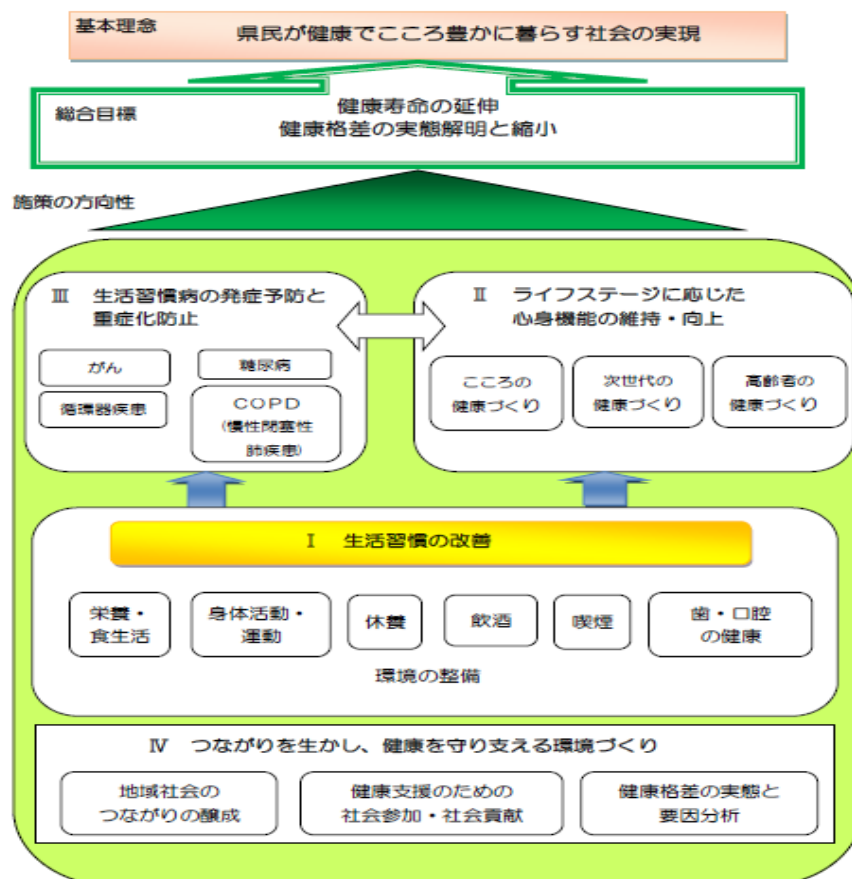 基本理念 県民が健康でこころ豊かに暮らす社会の実現
総合目標
健康寿命の延伸
健康格差の実態解明と縮小
施策の方向性
Ⅲ 生活習慣病の発症予防と
重症化防止
がん
糖尿病
循環器疾患
COPD
(慢性閉塞性
肺疾患)
Ⅱ ライフステージに応じた
心身機能の維持・向上
こころの
健康づくり
次世代の
健康づくり
高齢者の
健康づくり
Ⅰ 生活習慣の改善
栄養・
食生活
身体活動・
運動
休養
飲酒
喫煙
歯・口腔
の健康
環境の整備
Ⅳ つながりを生かし、健康を守り支える環境づくり
地域社会の
つながりの醸成
健康支援のための
社会参加・社会貢献
健康格差の実態と
要因分析